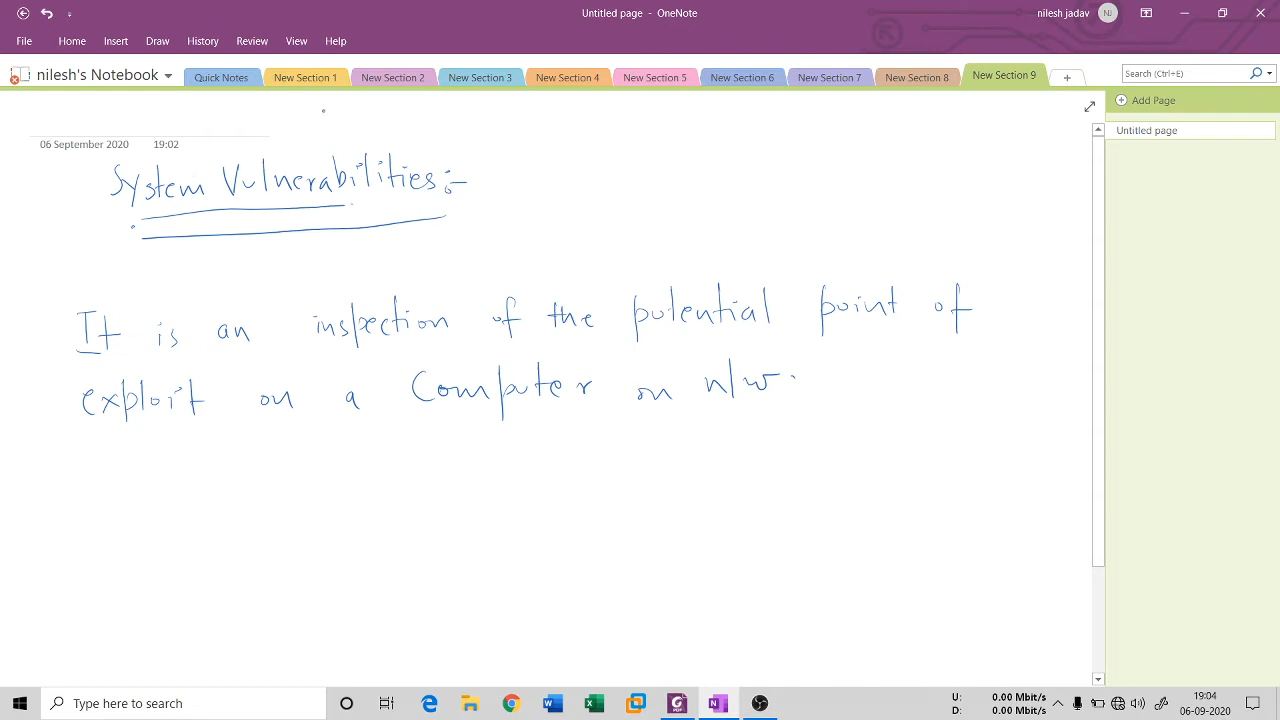 Untitled page - OneNote
nilesh jadav NJ
File Home Insert Draw History Review View Help
nilesh's Notebook Quick Notes New Section 1 New Section 2 New Section 3 New Section 4 New Section 5 New Section 6 New Section 7 New Section 8 New Section 9 Search (Ctrl+E)
Add Page
Untitled page
06 September 2020 19:02
System Vulnerabilities :-
It is an inspection of the potential point of
exploit on a Computer on n/w.
Type here to search
U: 0.00 Mbit/s
D: 0.00 Mbit/s
19:04
06-09-2020